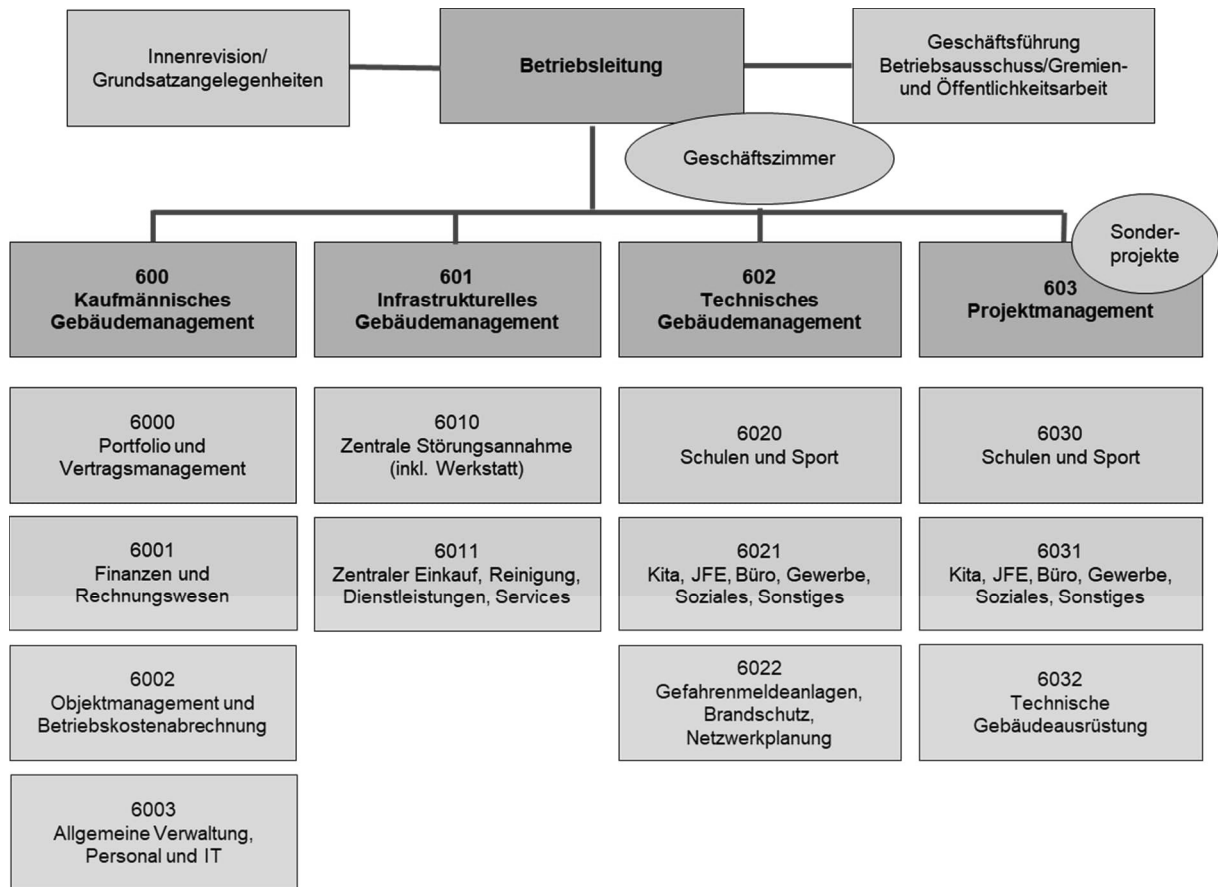 Innenrevision/
Grundsatzangelegenheiten
Betriebsleitung
Geschäftsführung
Betriebsausschuss/Gremien-
und Öffentlichkeitsarbeit
Geschäftszimmer
Sonder-
projekte
600
Kaufmännisches
Gebäudemanagement
601
Infrastrukturelles
Gebäudemanagement
602
Technisches
Gebäudemanagement
603
Projektmanagement
6000
Portfolio und
Vertragsmanagement
6010
Zentrale Störungsannahme
(inkl. Werkstatt)
6020
Schulen und Sport
6030
Schulen und Sport
6001
Finanzen und
Rechnungswesen
6011
Zentraler Einkauf, Reinigung,
Dienstleistungen, Services
6021
Kita, JFE, Büro, Gewerbe,
Soziales, Sonstiges
6031
Kita, JFE, Büro, Gewerbe,
Soziales, Sonstiges
6002
Objektmanagement und
Betriebskostenabrechnung
6022
Gefahrenmeldeanlagen,
Brandschutz,
Netzwerkplanung
6032
Technische
Gebäudeausrüstung
6003
Allgemeine Verwaltung,
Personal und IT